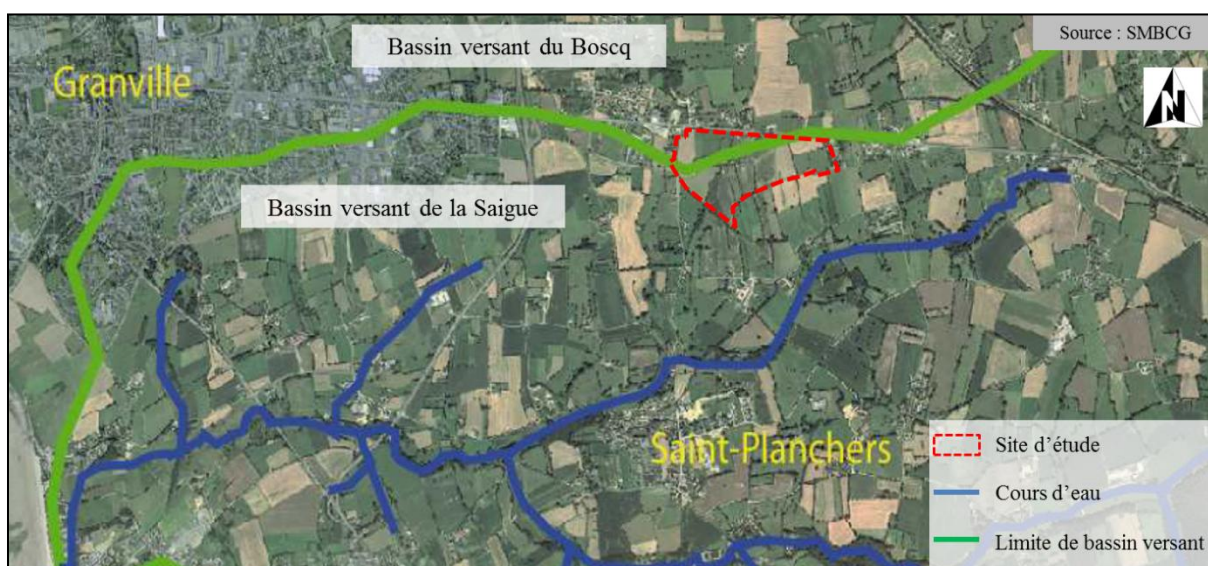 Bassin versant du Boscq
Source : SMBCG
Granville
N
Bassin versant de la Saigue
Saint-Planchers
Site d'étude
Cours d'eau
Limite de bassin versant